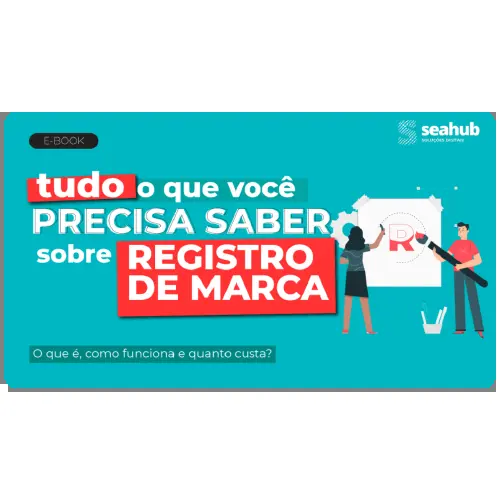 E-BOOK
seahub
SOLUÇÕES DIGITAIS
tudo o que você
PRECISA SABER
sobre REGISTRO
DE MARCA
R
O que é, como funciona e quanto custa?